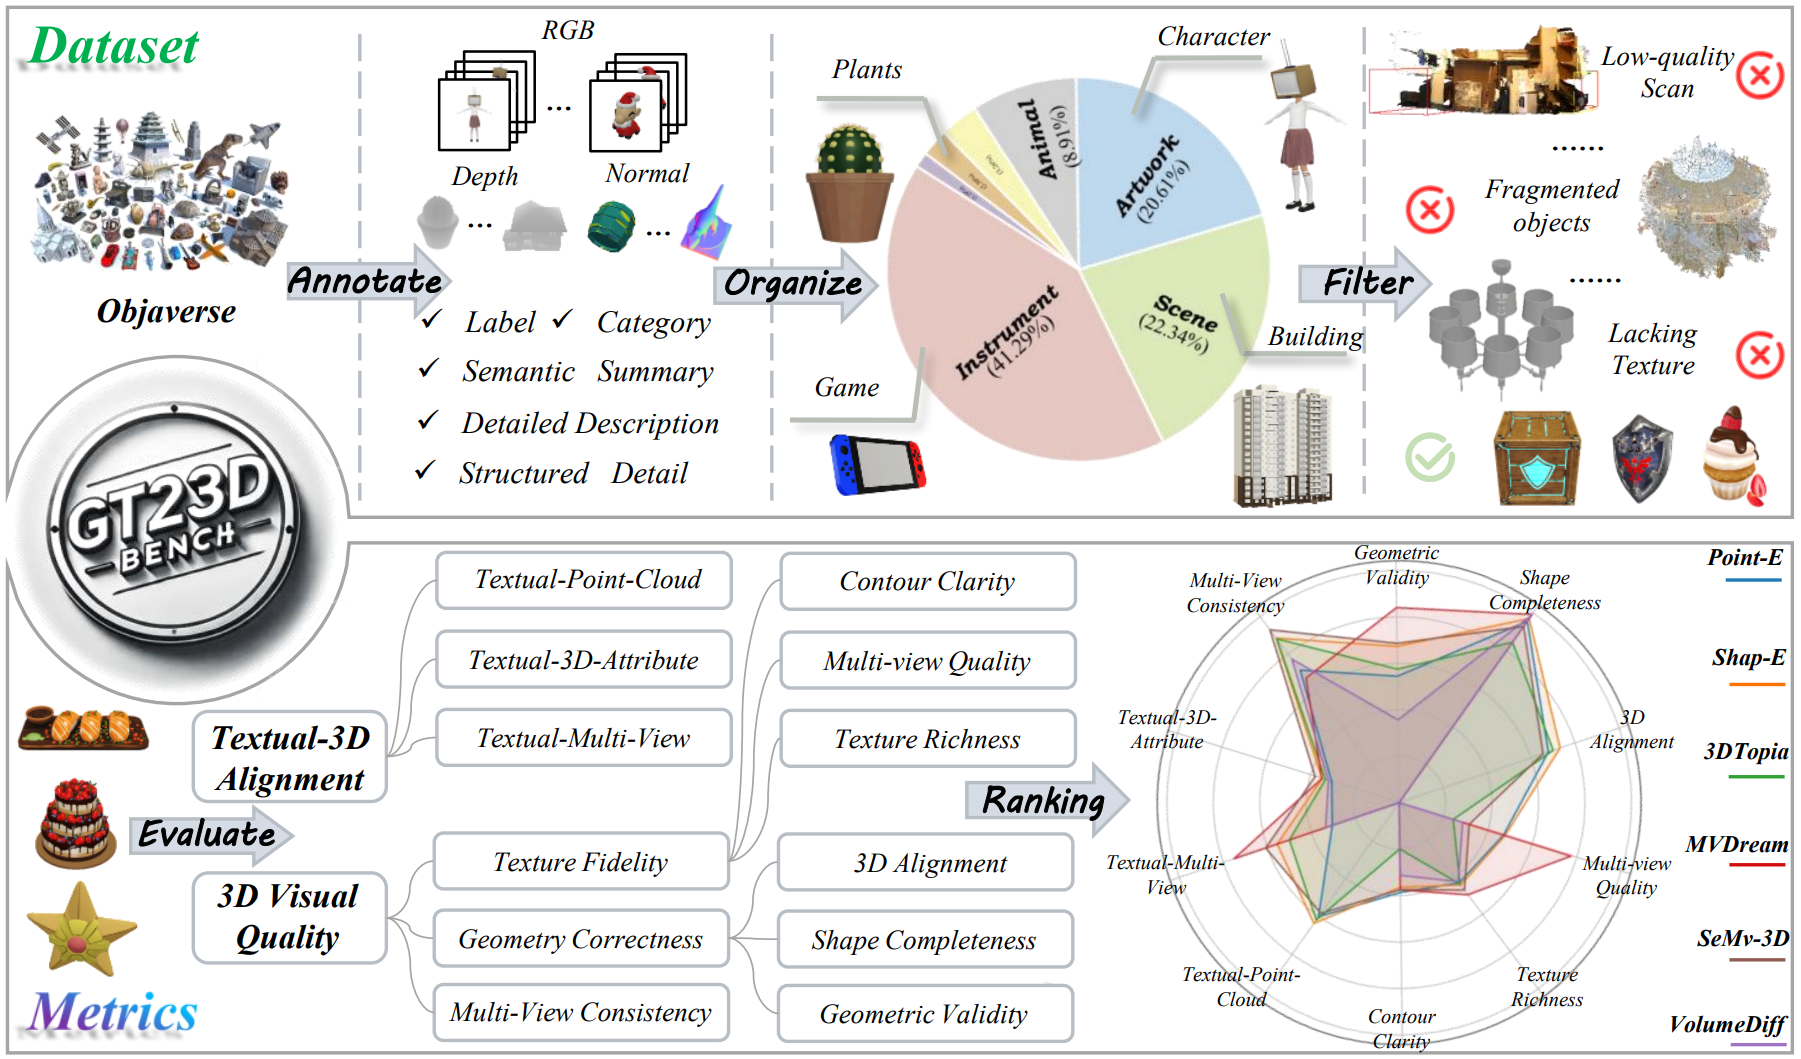 Dataset
Objaverse
Annotate
RGB
...
Depth
Normal
...
...
Label
Category
Semantic Summary
Detailed Description
Structured Detail
Organize
Plants
Character
Game
Building
Animal
(8.91%)
Artwork
(20.61%)
Scene
(22.34%)
Instrument
(41.29%)
Filter
Low-quality
Scan
......
Fragmented
objects
......
Lacking
Texture
GT23D
BENCH
Metrics
Evaluate
Textual-3D
Alignment
3D Visual
Quality
Textual-Point-Cloud
Textual-3D-Attribute
Textual-Multi-View
Texture Fidelity
Geometry Correctness
Multi-View Consistency
Contour Clarity
Multi-view Quality
Texture Richness
3D Alignment
Shape Completeness
Geometric Validity
Ranking
Geometric
Validity
Shape
Completeness
3D
Alignment
Multi-view
Quality
Texture
Richness
Contour
Clarity
Textual-Point-
Cloud
Textual-Multi-
View
Textual-3D-
Attribute
Multi-View
Consistency
Point-E
Shap-E
3DTopia
MVDream
SeMv-3D
VolumeDiff